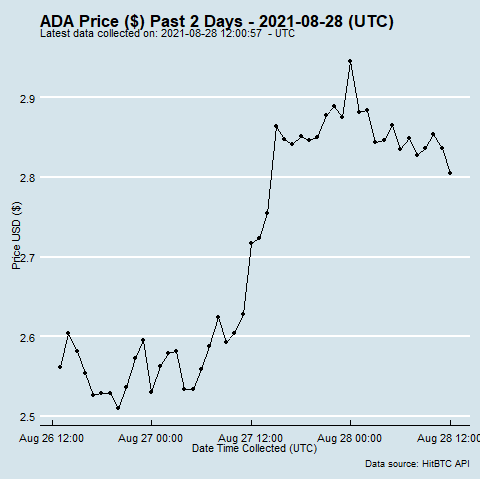 ADA Price ($) Past 2 Days - 2021-08-28 (UTC)
Latest data collected on: 2021-08-28 12:00:57 - UTC
2.9
2.8
2.7
2.6
2.5
Price USD ($)
Aug 26 12:00 Aug 27 00:00 Aug 27 12:00 Aug 28 00:00 Aug 28 12:00
Date Time Collected (UTC)
Data source: HitBTC API